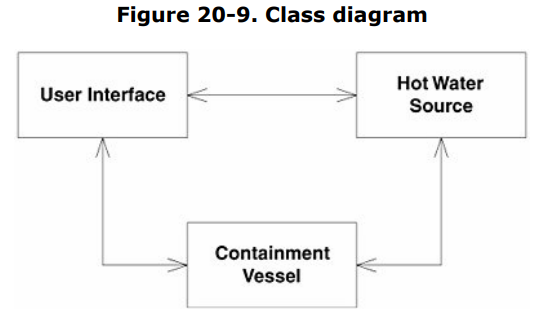 Figure 20-9. Class diagram
User Interface
Hot Water
Source
Containment
Vessel